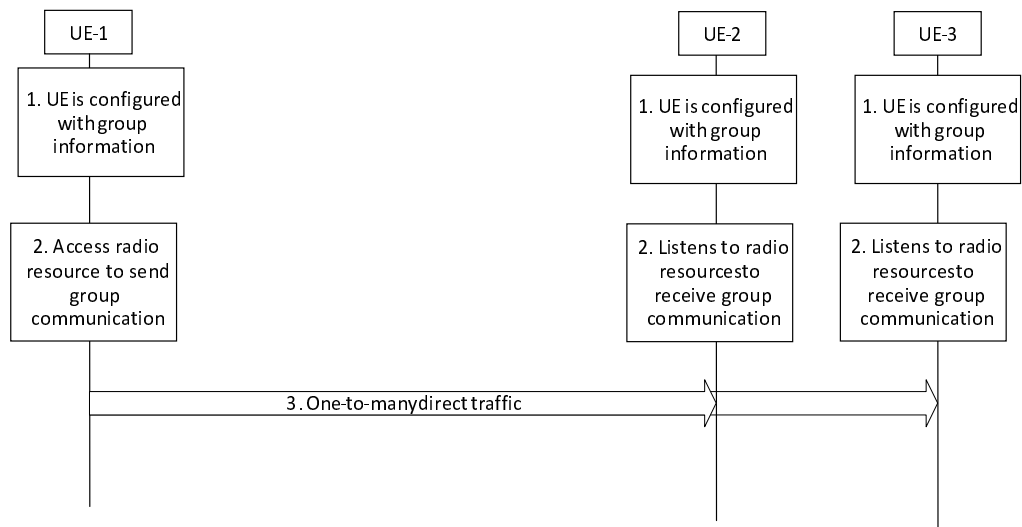 UE-1
UE-2
UE-3
1. UE is configured
with group
information
1. UE is configured
with group
information
1. UE is configured
with group
information
2. Access radio
resource to send
group
communication
2. Listens to radio
resourcesto
receive group
communication
2. Listens to radio
resourcesto
receive group
communication
3. One-to-manydirect traffic